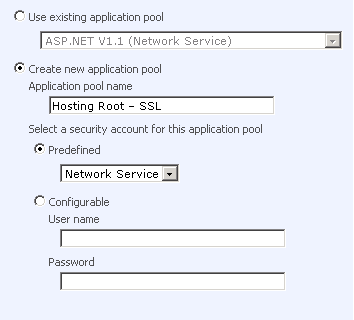 Use existing application pool
ASP.NET V1.1 (Network Service)
Create new application pool
Application pool name
Hosting Root – SSL
Select a security account for this application pool
Predefined
Network Service
Configurable
User name
Password